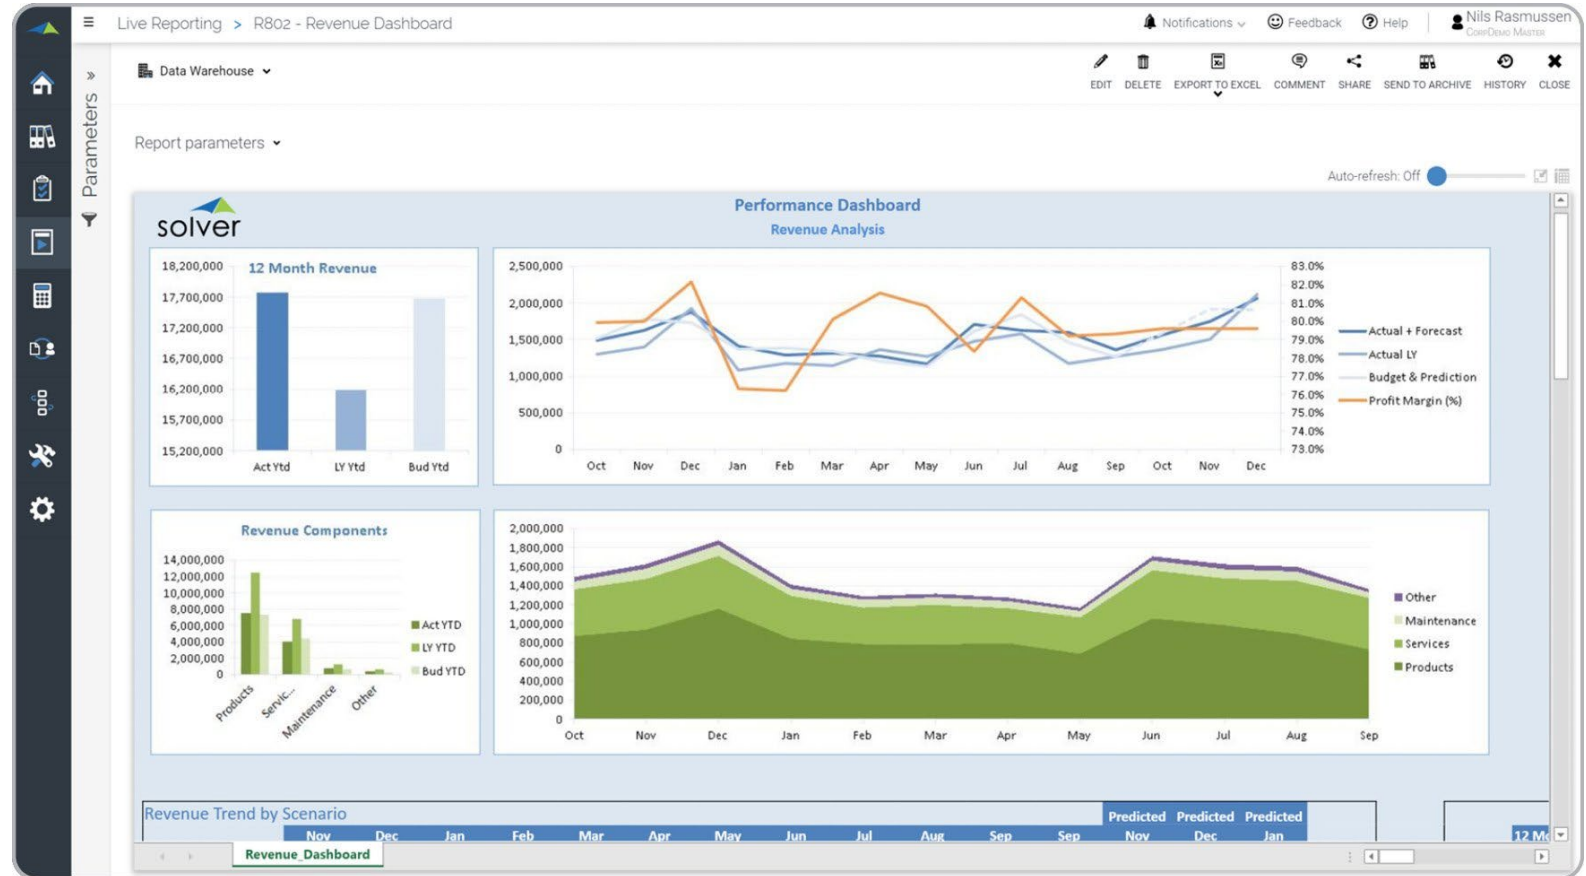 Live Reporting > R802 - Revenue Dashboard
Notifications
Feedback
Help
Nils Rasmussen
CorpDemo Master
Data Warehouse
EDIT DELETE EXPORT TO EXCEL COMMENT SHARE SEND TO ARCHIVE HISTORY CLOSE
Parameters
Report parameters
Auto-refresh: Off
solver
Performance Dashboard
Revenue Analysis
12 Month Revenue
18,200,000
17,700,000
17,200,000
16,700,000
16,200,000
15,700,000
15,200,000
Act Ytd LY Ytd Bud Ytd
2,500,000
2,000,000
1,500,000
1,000,000
500,000
0
83.0%
82.0%
81.0%
80.0%
79.0%
78.0%
77.0%
76.0%
75.0%
74.0%
73.0%
Oct Nov Dec Jan Feb Mar Apr May Jun Jul Aug Sep Oct Nov Dec
Actual + Forecast
Actual LY
Budget & Prediction
Profit Margin (%)
Revenue Components
14,000,000
12,000,000
10,000,000
8,000,000
6,000,000
4,000,000
2,000,000
0
Products Servic... Maintenance Other
Act YTD
LY YTD
Bud YTD
2,000,000
1,800,000
1,600,000
1,400,000
1,200,000
1,000,000
800,000
600,000
400,000
200,000
0
Oct Nov Dec Jan Feb Mar Apr May Jun Jul Aug Sep
Other
Maintenance
Services
Products
Revenue Trend by Scenario
Predicted Predicted Predicted
Nov Dec Jan Feb Mar Apr May Jun Jul Aug Sep Sep Nov Dec Jan
12 Mo
Revenue_Dashboard